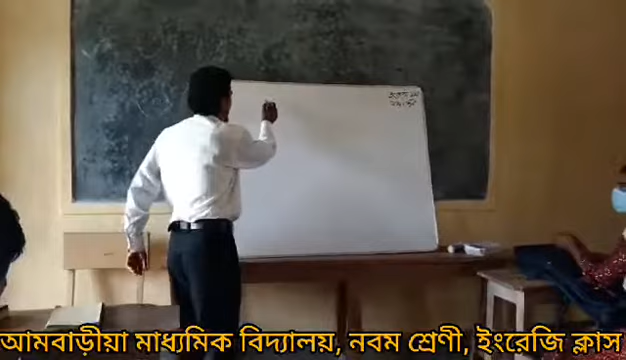 আমবাড়ীয়া মাধ্যমিক বিদ্যালয়, নবম শ্রেণী, ইংরেজি ক্লাস